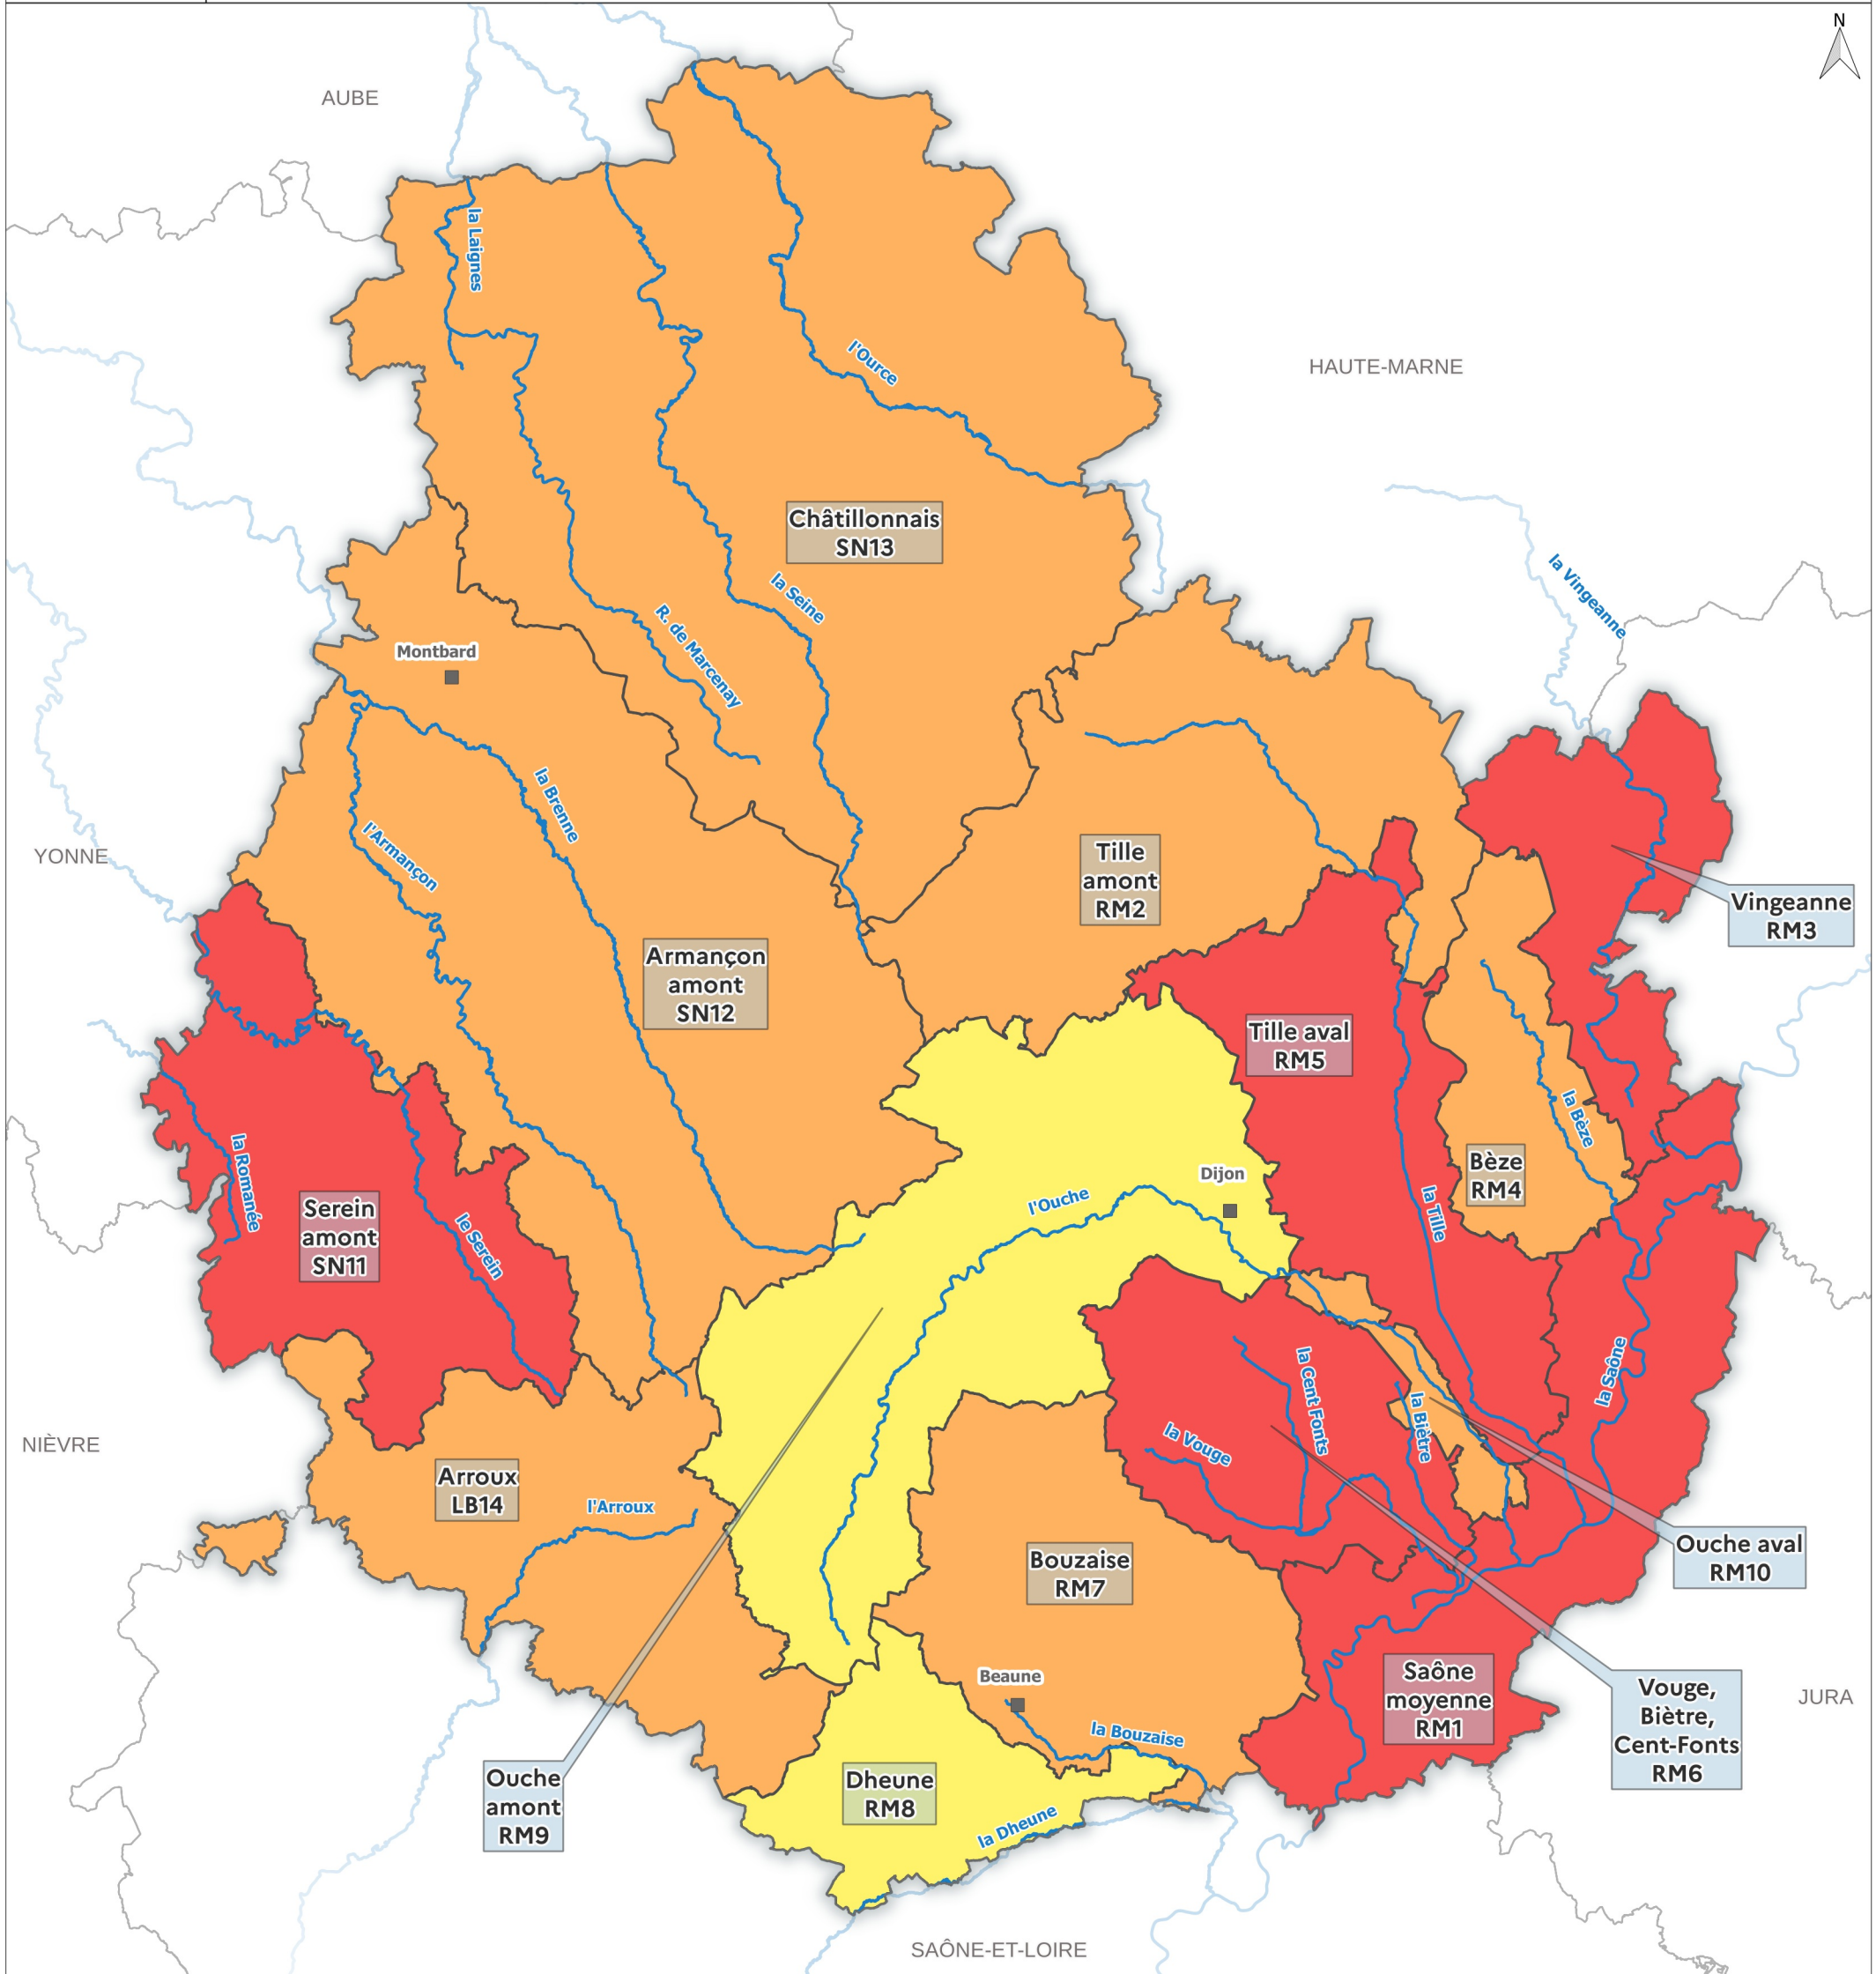 N
AUBE
la Laignes
l'Ource
HAUTE-MARNE
Châtillonnais
SN13
la Seine
R. de Marcenay
la Vingeanne
Montbard
la Brenne
l'Armançon
YONNE
Tille
amont
RM2
Vingeanne
RM3
Armançon
amont
SN12
Tille aval
RM5
la Bèze
Bèze
RM4
Dijon
l'Ouche
la Tille
la Romanée
Serein
amont
SN11
le Serein
la Saône
la Cent Fonts
la Biètre
la Vouge
NIÈVRE
Arroux
LB14
l'Arroux
Bouzaise
RM7
Ouche aval
RM10
Beaune
la Bouzaise
Saône
moyenne
RM1
Vouge,
Biètre,
Cent-Fonts
RM6
JURA
Ouche
amont
RM9
Dheune
RM8
la Dheune
SAÔNE-ET-LOIRE